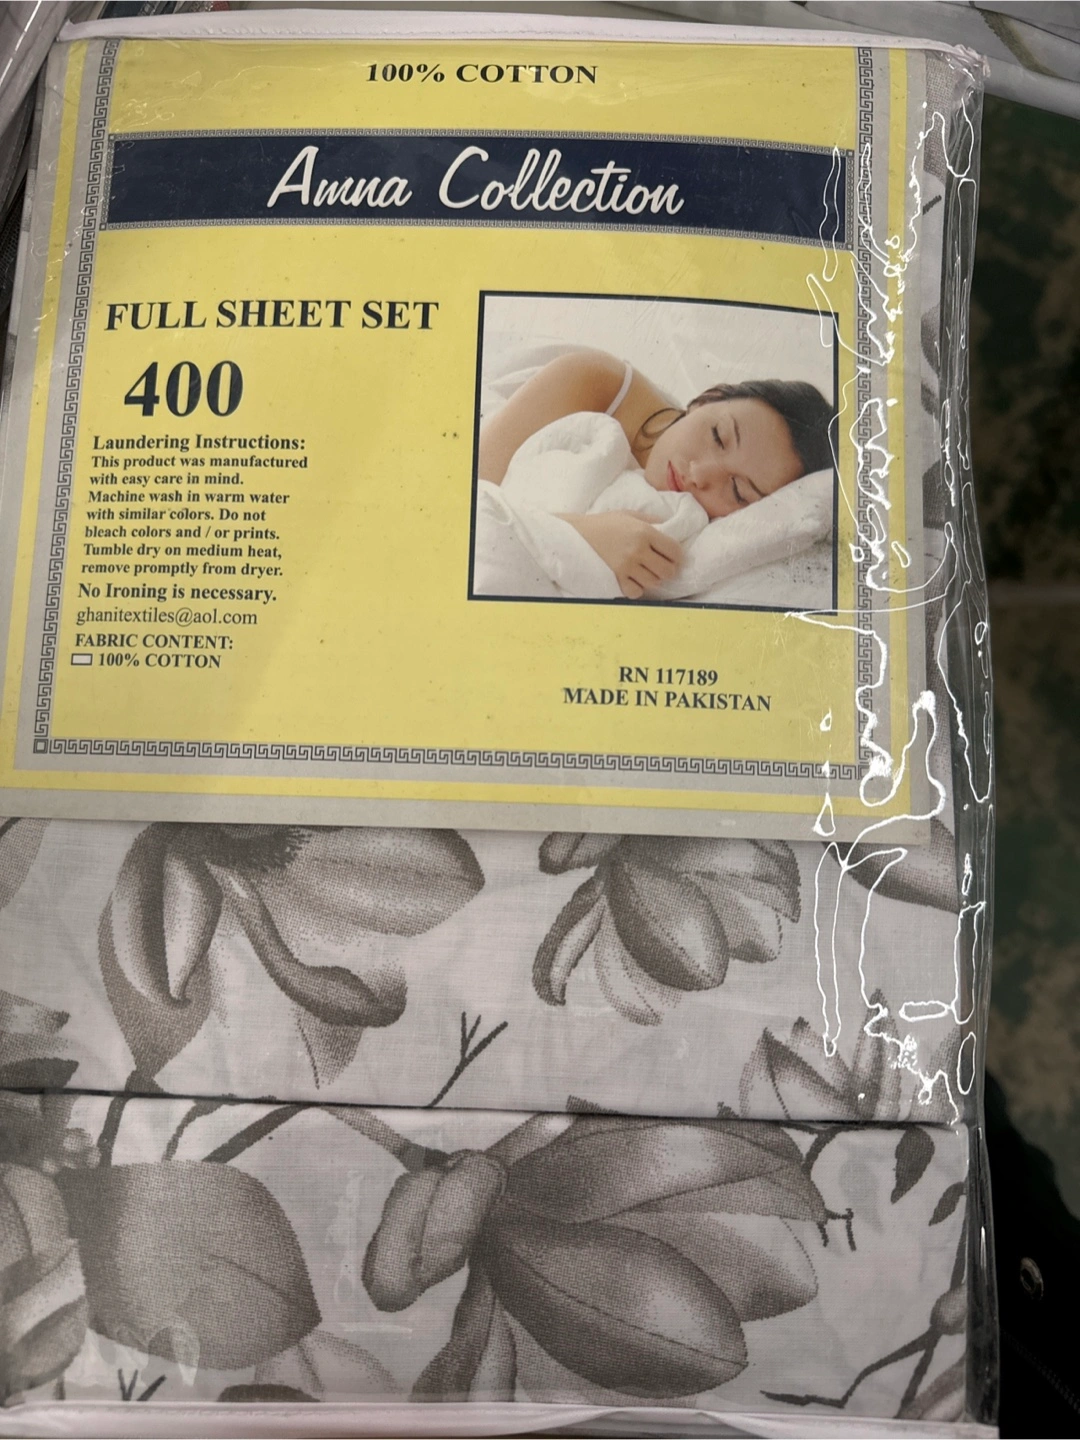 100% COTTON
Amna Collection
FULL SHEET SET
400
Laundering Instructions:
This product was manufactured
with easy care in mind.
Machine wash in warm water
with similar colors. Do not
bleach colors and / or prints.
Tumble dry on medium heat,
remove promptly from dryer.
No Ironing is necessary.
ghanitextiles@aol.com
FABRIC CONTENT:
100% COTTON
RN 117189
MADE IN PAKISTAN